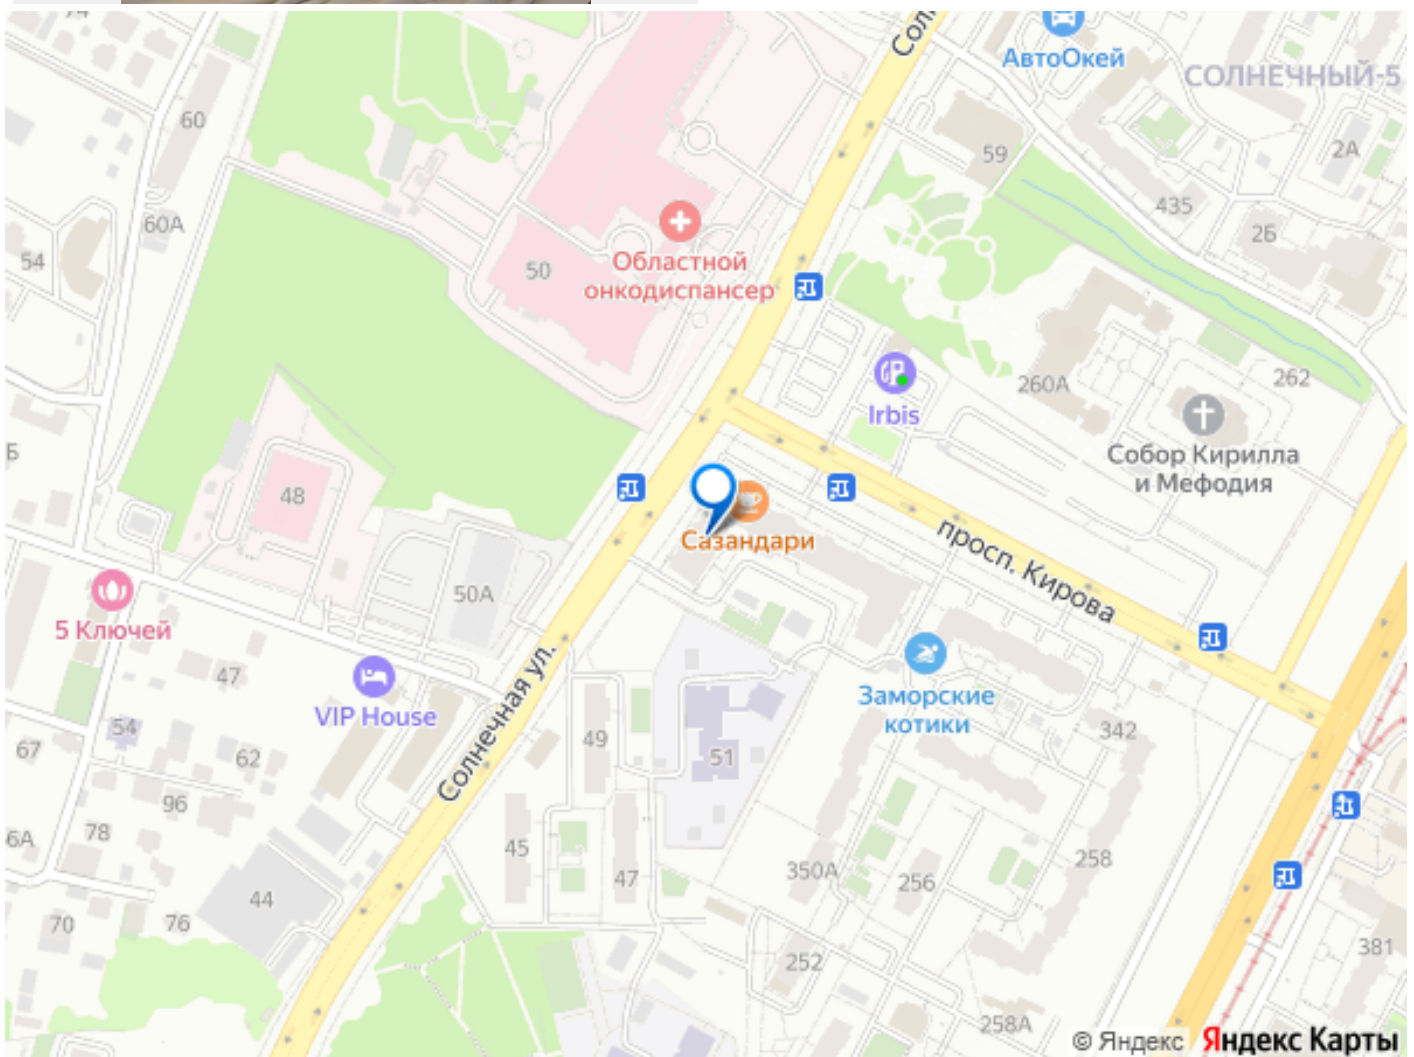 Сол
АвтоОкей
СОЛНЕЧНЫЙ-5
60
59
2А
435
60А
2Б
54
50
Областной
онкодиспансер
Irbis
260А
262
Собор Кирилла
и Мефодия
Б
48
Сазандари
просп. Кирова
50А
5 Ключей
47
VIP House
Заморские
котики
54
67
62
Солнечная ул.
49
51
342
96
78
6А
45
47
350А
256
258
44
70
76
252
381
258А
© Яндекс Яндекс Карты